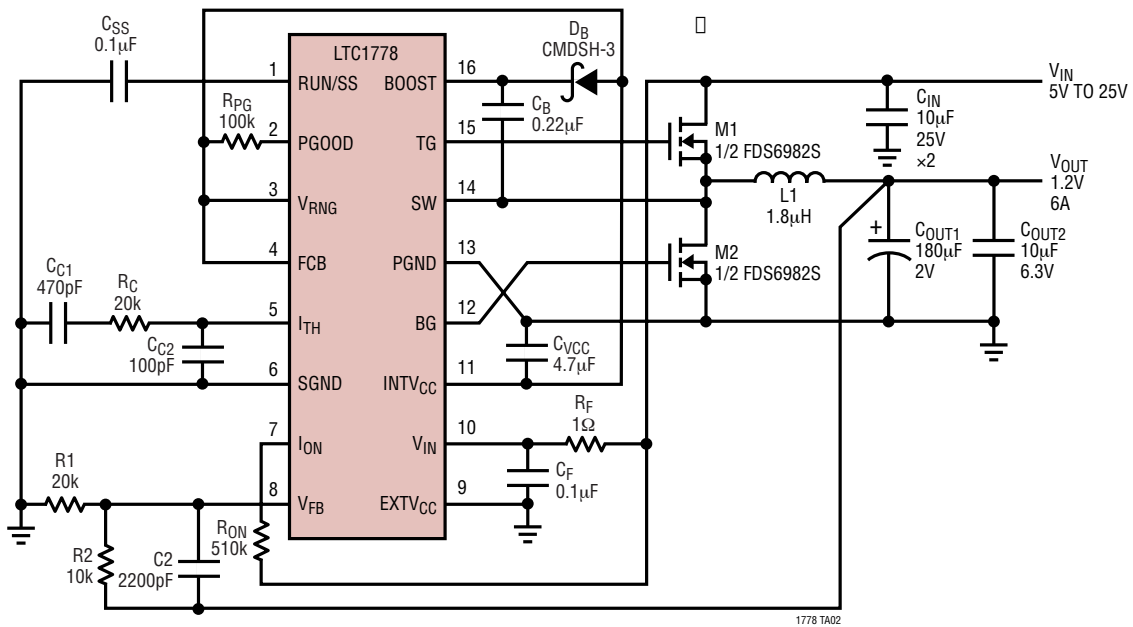 CSS
0.1µF
DB
CMDSH-3
LTC1778
1
RUN/SS
BOOST
16
RPG
100k
2
PGOOD
TG
15
CB
0.22µF
M1
1/2 FDS6982S
VIN
5V TO 25V
CIN
10µF
25V
×2
3
VRNG
SW
14
L1
1.8µH
VOUT
1.2V
6A
4
FCB
PGND
13
M2
1/2 FDS6982S
+
COUT1
180µF
2V
COUT2
10µF
6.3V
CC1
470pF
RC
20k
5
ITH
BG
12
CC2
100pF
CVCC
4.7µF
6
SGND
INTVCC
11
7
ION
VIN
10
RF
1Ω
R1
20k
8
VFB
EXTVCC
9
CF
0.1µF
RON
510k
R2
10k
C2
2200pF
1778 TA02